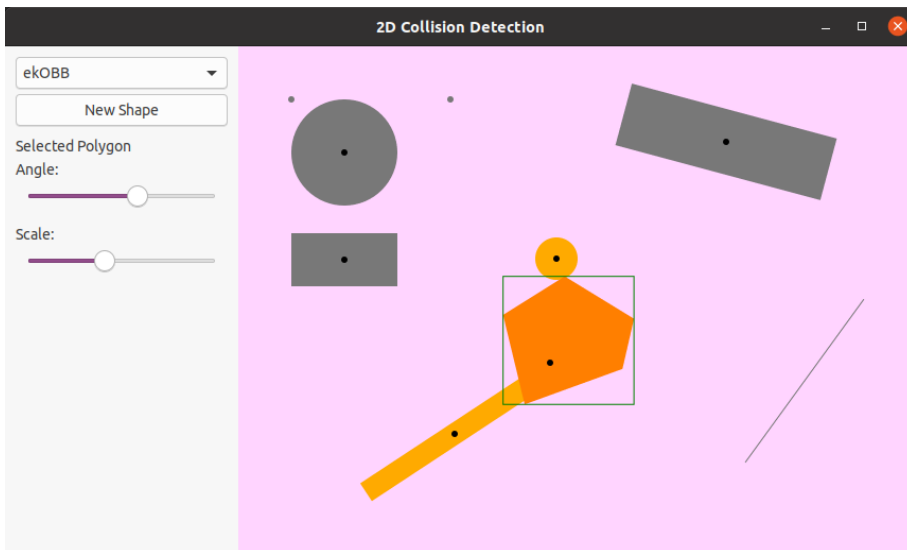 2D Collision Detection
ekOBB
New Shape
Selected Polygon
Angle:
Scale: